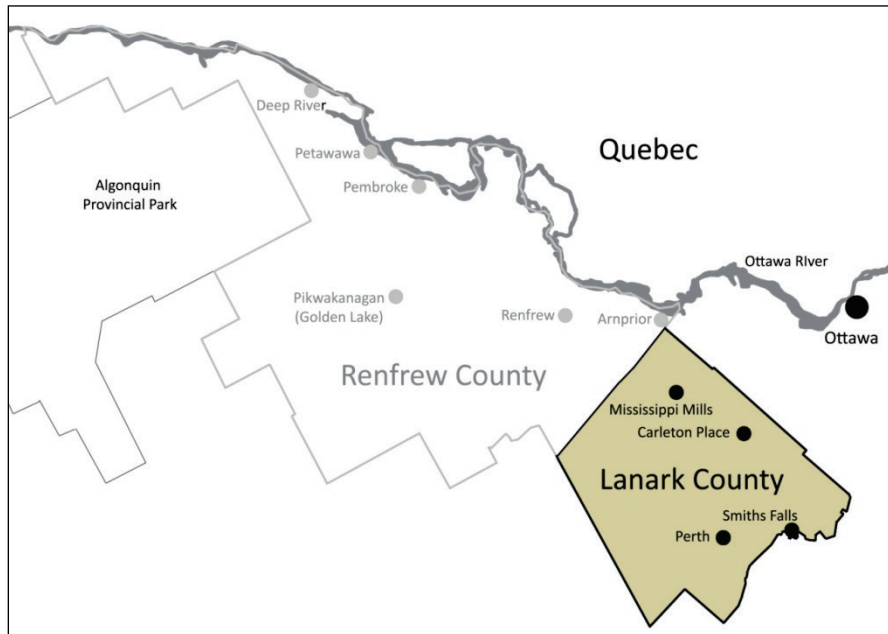 Deep River
Petawawa
Quebec
Algonquin
Provincial Park
Pembroke
Ottawa RIver
Pikwakanagan
(Golden Lake)
Renfrew
Arnprior
Ottawa
Renfrew County
Mississippi Mills
Carleton Place
Lanark County
Smiths Falls
Perth